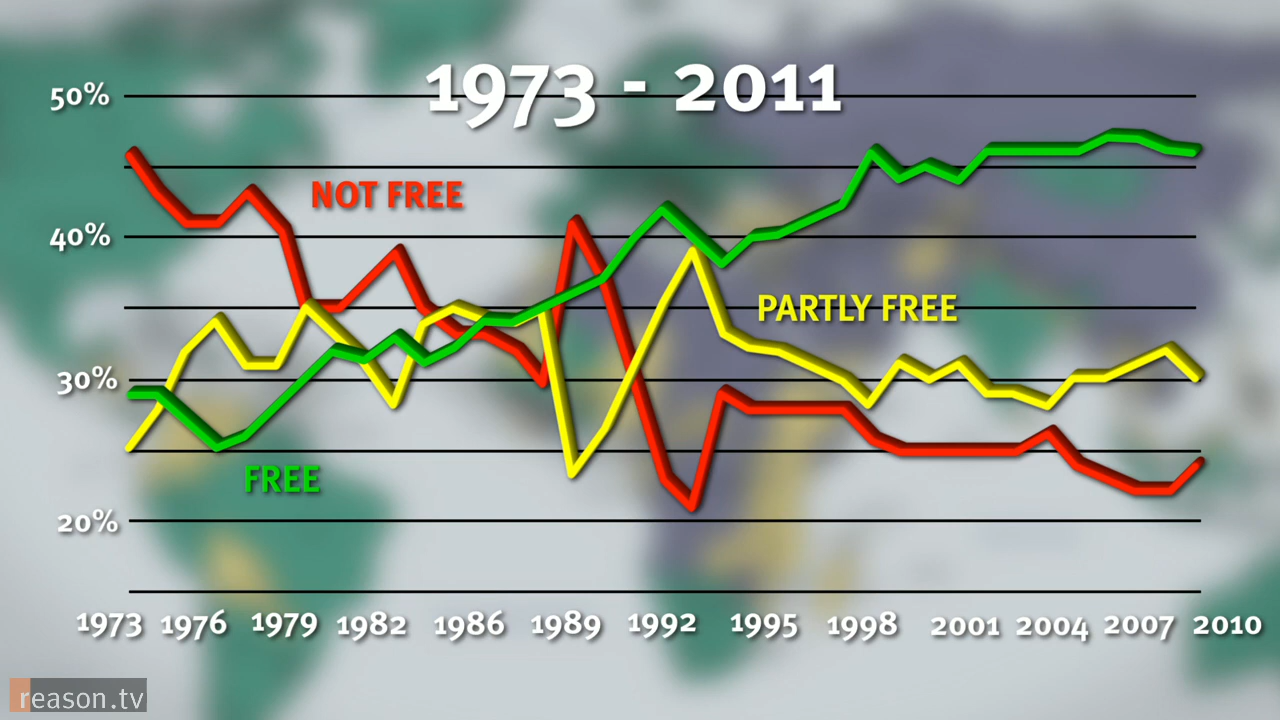 1973 - 2011
50%
NOT FREE
40%
PARTLY FREE
30%
FREE
20%
1973 1976 1979 1982 1986 1989 1992 1995 1998 2001 2004 2007 2010
reason.tv